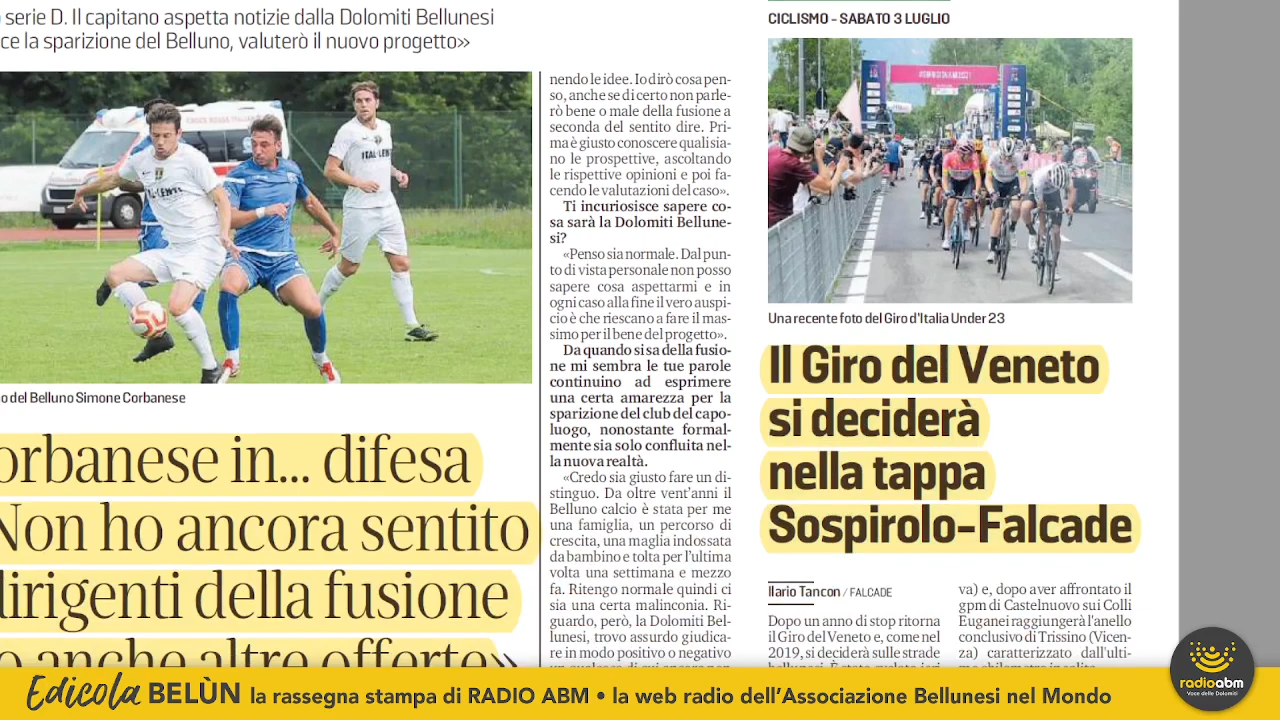 serie D. Il capitano aspetta notizie dalla Dolomiti Bellunesi
ce la sparizione del Belluno, valuterò il nuovo progetto»
CROCE ROSSA ITALIANA
ITAL-LENTI
o del Belluno Simone Corbanese
orbanese in... difesa
Non ho ancora sentito
dirigenti della fusione
o anche altre offerte»
nendo le idee. Io dirò cosa pen-
so, anche se di certo non parle-
rò bene o male della fusione a
seconda del sentito dire. Pri-
ma è giusto conoscere quali sia-
no le prospettive, ascoltando
le rispettive opinioni e poi fa-
cendo le valutazioni del caso».
Ti incuriosisce sapere co-
sa sarà la Dolomiti Bellune-
si?
«Penso sia normale. Dal pun-
to di vista personale non posso
sapere cosa aspettarmi e in
ogni caso alla fine il vero auspi-
cio è che riescano a fare il mas-
simo per il bene del progetto».
Da quando si sa della fusio-
ne mi sembra le tue parole
continuino ad esprimere
una certa amarezza per la
sparizione del club del capo-
luogo, nonostante formal-
mente sia solo confluita nel-
la nuova realtà.
«Credo sia giusto fare un di-
stinguo. Da oltre vent'anni il
Belluno calcio è stata per me
una famiglia, un percorso di
crescita, una maglia indossata
da bambino e tolta per l'ultima
volta una settimana e mezzo
fa. Ritengo normale quindi ci
sia una certa malinconia. Ri-
guardo, però, la Dolomiti Bel-
lunesi, trovo assurdo giudica-
re in modo positivo o negativo
CICLISMO - SABATO 3 LUGLIO
Una recente foto del Giro d'Italia Under 23
Il Giro del Veneto
si deciderà
nella tappa
Sospirolo-Falcade
Ilario Tancon / FALCADE
Dopo un anno di stop ritorna
il Giro del Veneto e, come nel
2019, si deciderà sulle strade
va) e, dopo aver affrontato il
gpm di Castelnuovo sui Colli
Euganei raggiungerà l'anello
conclusivo di Trissino (Vicen-
za) caratterizzato dall'ulti-
Edicola BELÙN la rassegna stampa di RADIO ABM • la web radio dell'Associazione Bellunesi nel Mondo
radioabm
Voce delle Dolomiti